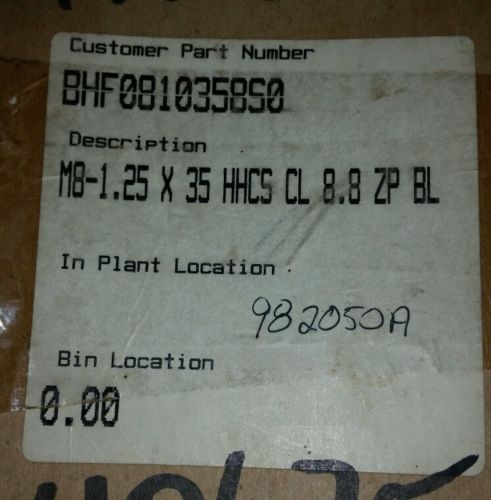 Customer Part Number
BHF0810358S0
Description
M8-1.25 X 35 HHCS CL 8.8 ZP BL
In Plant Location
982050A
Bin Location
0.00